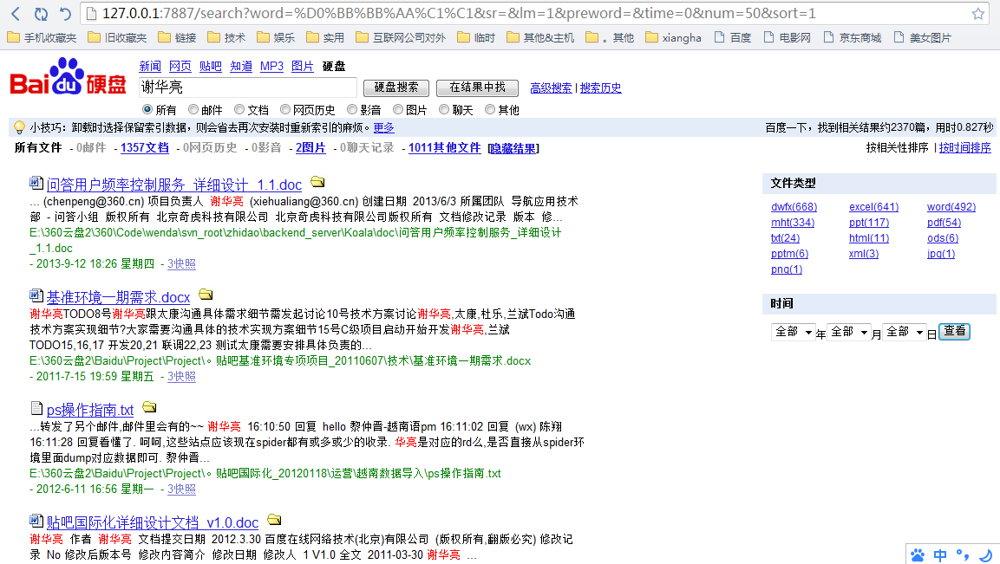 127.0.0.1:7887/search?word=%D0%BB%BB%AA%C1%C1&sr=&lm=1&preword=&time=0&num=50&sort=1
手机收藏夹 旧收藏夹 链接 技术 娱乐 实用 互联网公司对外 临时 其他&主机 。其他 xiangha 百度 电影网 京东商城 美女图片
Bai du 硬盘
新闻 网页 贴吧 知道 MP3 图片 硬盘
谢华亮 硬盘搜索 在结果中找 高级搜索 | 搜索历史
所有 邮件 文档 网页历史 影音 图片 聊天 其他
小技巧：卸载时选择保留索引数据，则会省去再次安装时重新索引的麻烦。更多 百度一下，找到相关结果约2370篇，用时0.827秒
所有文件 - 0邮件 - 1357文档 - 0网页历史 - 0影音 - 2图片 - 0聊天记录 - 1011其他文件 [隐藏结果] 按相关性排序 | 按时间排序
问答用户频率控制服务_详细设计_1.1.doc
... (chenpeng@360.cn) 项目负责人 谢华亮 (xiehualiang@360.cn) 创建日期 2013/6/3 所属团队 导航应用技术
部 - 问答小组 版权所有 北京奇虎科技有限公司 北京奇虎科技有限公司版权所有 文档修改记录 版本 修...
E:\360云盘2\360\Code\wenda\svn_root\zhidao\backend_server\Koala\doc\问答用户频率控制服务_详细设计
_1.1.doc
- 2013-9-12 18:26 星期四 - 3快照
基准环境一期需求.docx
谢华亮TODO8号谢华亮跟太康沟通具体需求细节需发起讨论10号技术方案讨论谢华亮,太康,杜乐,兰斌Todo沟通
技术方案实现细节?大家需要沟通具体的技术实现方案细节15号C级项目启动开始开发谢华亮,兰斌
TODO15,16,17 开发20,21 联调22,23 测试太康需要安排具体负责的...
E:\360云盘2\Baidu\Project\Project\。贴吧基准环境专项项目_20110607\技术\基准环境一期需求.docx
- 2011-7-15 19:59 星期五 - 3快照
ps操作指南.txt
...转发了另个邮件,邮件里会有的~~ 谢华亮 16:10:50 回复 hello 黎仲晋-越南语pm 16:11:02 回复 (wx) 陈翔
16:11:28 回复看懂了. 呵呵,这些站点应该现在spider都有或多或少的收录. 华亮是对应的rd么,是否直接从spider环
境里面dump对应数据即可. 黎仲晋...
E:\360云盘2\Baidu\Project\Project\。贴吧国际化_20120118\运营\越南数据导入\ps操作指南.txt
- 2012-6-11 16:56 星期一 - 3快照
贴吧国际化详细设计文档_v1.0.doc
谢华亮 作者 谢华亮 文档提交日期 2012.3.30 百度在线网络技术(北京)有限公司 (版权所有,翻版必究) 修改记
录 No 修改后版本号 修改内容简介 修改日期 修改人 1 V1.0 全文 2011-03-30 谢华亮 ...
文件类型
dwfx(668) excel(641) word(492)
mht(334) ppt(117) pdf(54)
txt(24) html(11) ods(6)
pptm(6) xml(3) jpg(1)
png(1)
时间
全部 年 全部 月 全部 日 查看
中